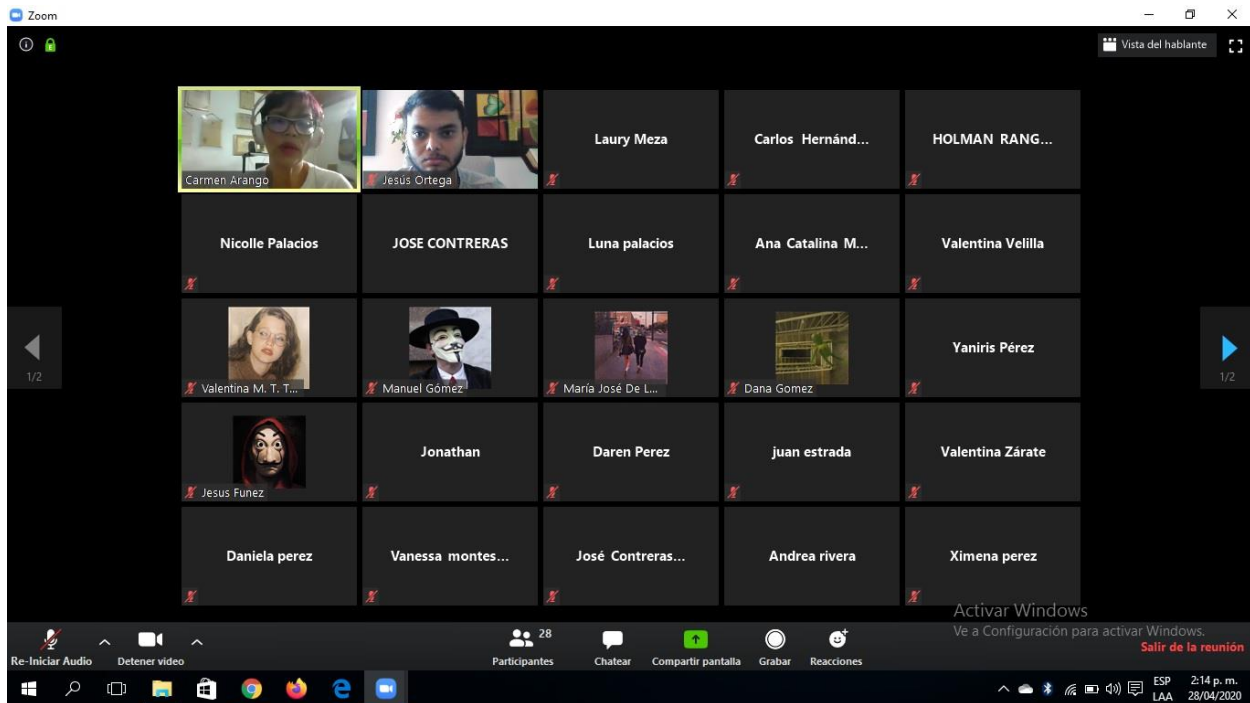 Zoom
Vista del hablante
Carmen Arango
Jesús Ortega
Laury Meza
Carlos Hernánd...
HOLMAN RANG...
Nicolle Palacios
JOSE CONTRERAS
Luna palacios
Ana Catalina M...
Valentina Velilla
Valentina M. T. T...
Manuel Gómez
María José De L...
Dana Gomez
Yaniris Pérez
1/2
1/2
Jesus Funez
Jonathan
Daren Perez
juan estrada
Valentina Zárate
Daniela perez
Vanessa montes...
José Contreras...
Andrea rivera
Ximena perez
Activar Windows
Ve a Configuración para activar Windows.
Re-Iniciar Audio
Detener video
28
Participantes
Chatear
Compartir pantalla
Grabar
Reacciones
Salir de la reunión
ESP
LAA
2:14 p. m.
28/04/2020